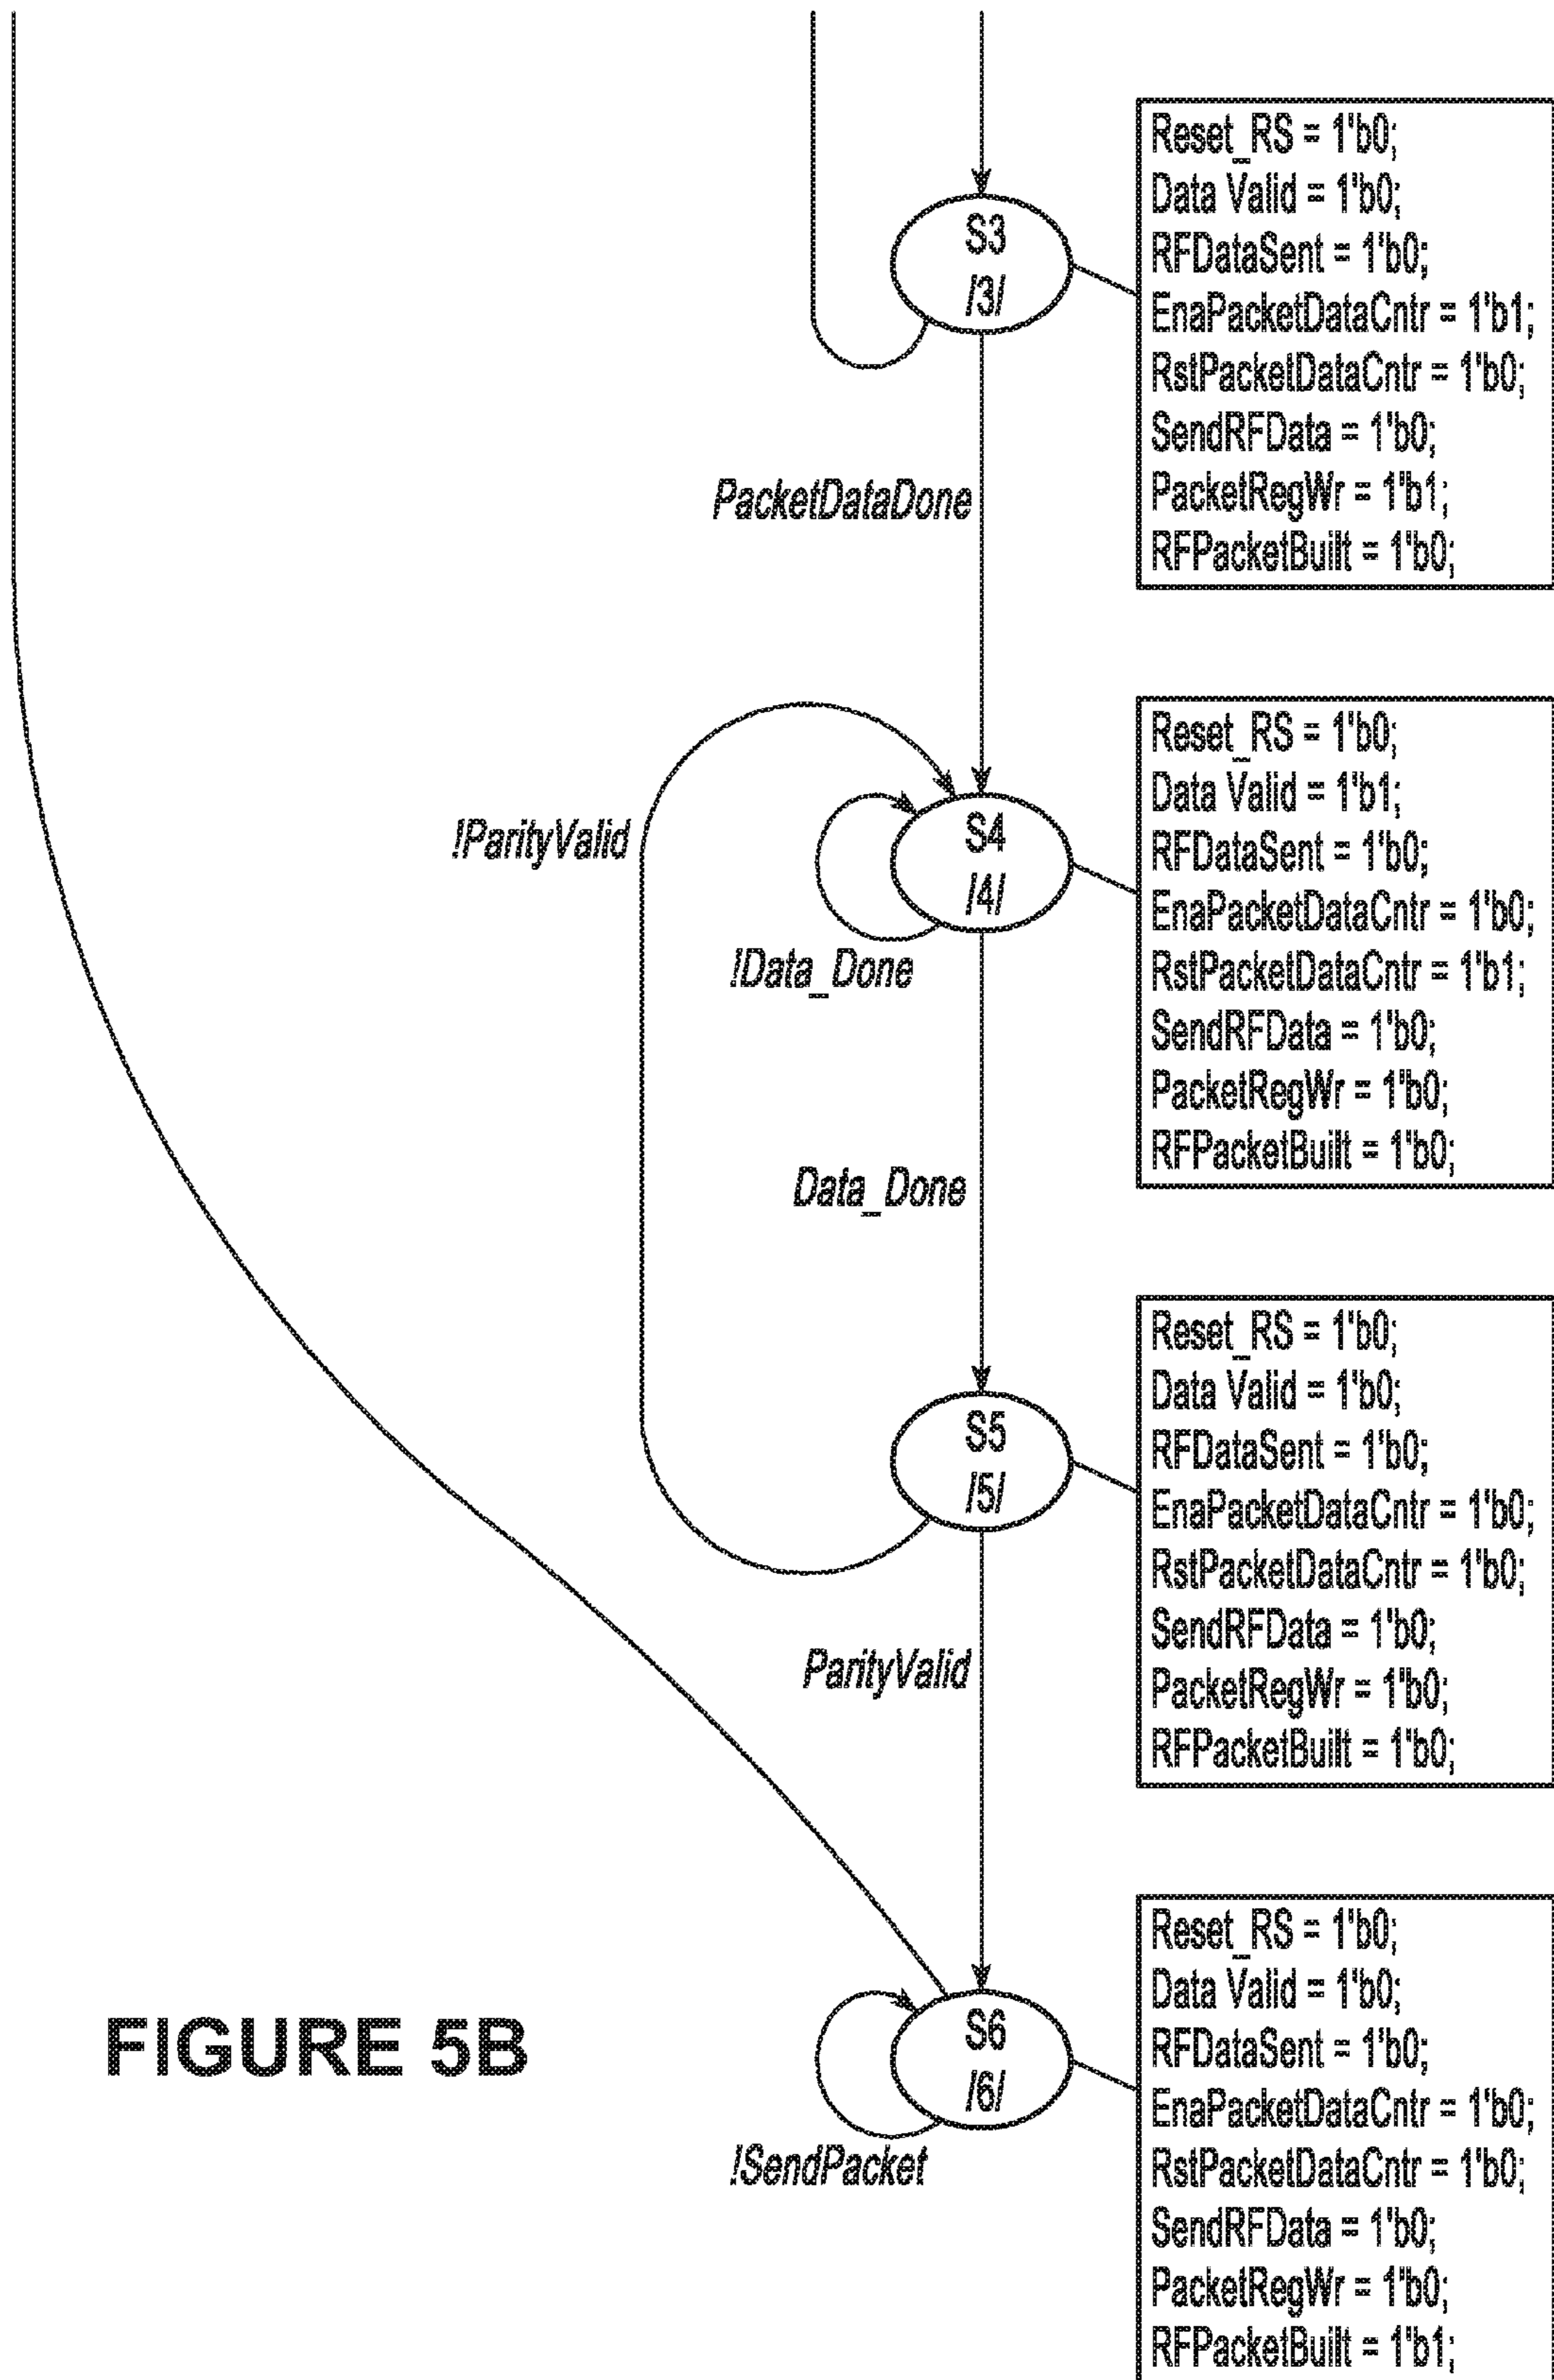 S3
/3/
Reset_RS = 1'b0;
Data Valid = 1'b0;
RFDataSent = 1'b0;
EnaPacketDataCntr = 1'b1;
RstPacketDataCntr = 1'b0;
SendRFData = 1'b0;
PacketRegWr = 1'b1;
RFPacketBuilt = 1'b0;
PacketDataDone
S4
/4/
Reset_RS = 1'b0;
Data Valid = 1'b1;
RFDataSent = 1'b0;
EnaPacketDataCntr = 1'b0;
RstPacketDataCntr = 1'b1;
SendRFData = 1'b0;
PacketRegWr = 1'b0;
RFPacketBuilt = 1'b0;
!ParityValid
!Data_Done
Data_Done
S5
/5/
Reset_RS = 1'b0;
Data Valid = 1'b0;
RFDataSent = 1'b0;
EnaPacketDataCntr = 1'b0;
RstPacketDataCntr = 1'b0;
SendRFData = 1'b0;
PacketRegWr = 1'b0;
RFPacketBuilt = 1'b0;
ParityValid
S6
/6/
Reset_RS = 1'b0;
Data Valid = 1'b0;
RFDataSent = 1'b0;
EnaPacketDataCntr = 1'b0;
RstPacketDataCntr = 1'b0;
SendRFData = 1'b0;
PacketRegWr = 1'b0;
RFPacketBuilt = 1'b1;
!SendPacket
FIGURE 5B